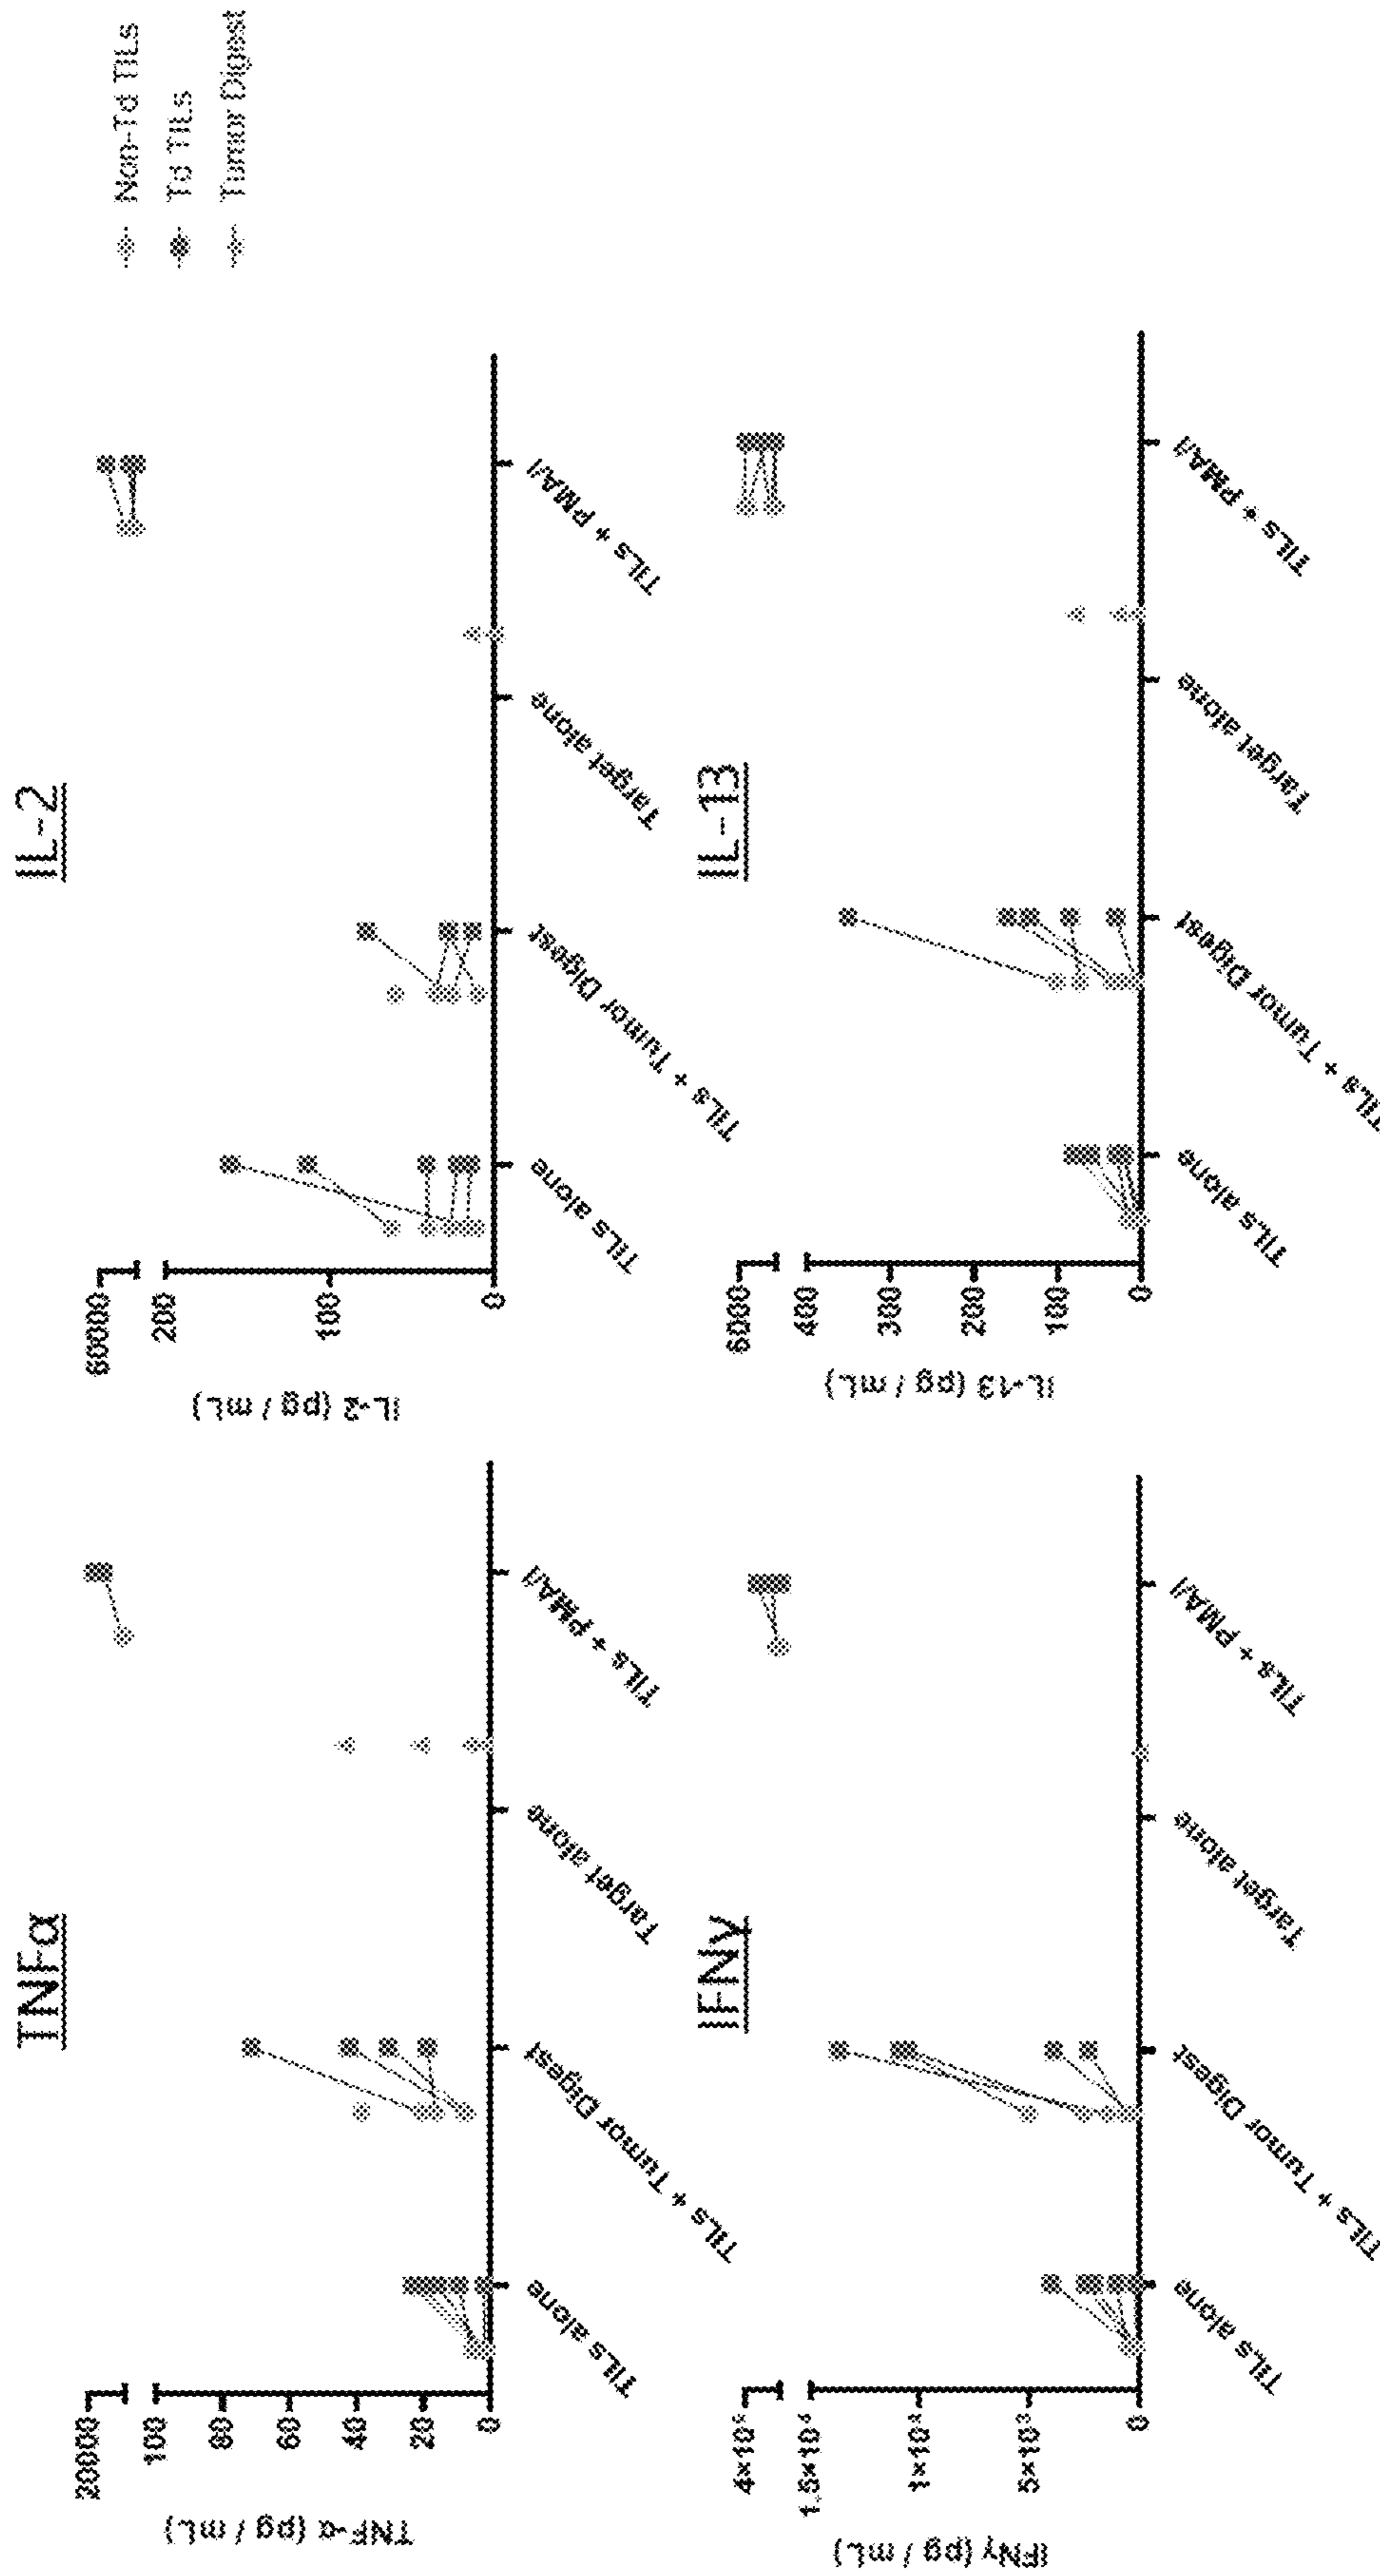 TNFα
TNF-α (pg / mL)
20000
100
80
60
40
20
0
TILs alone
TILs + Tumor Digest
Target alone
TILs + PMA/I
IL-2
IL-2 (pg / mL)
60000
200
100
0
TILs alone
TILs + Tumor Digest
Target alone
TILs + PMA/I
Non-Td TILs
Td TILs
Tumor Digest
IFNγ
IFNγ (pg / mL)
4×10⁵
1.5×10⁴
1×10⁴
5×10³
0
TILs alone
TILs + Tumor Digest
Target alone
TILs + PMA/I
IL-13
IL-13 (pg / mL)
6000
400
300
200
100
0
TILs alone
TILs + Tumor Digest
Target alone
TILs + PMA/I